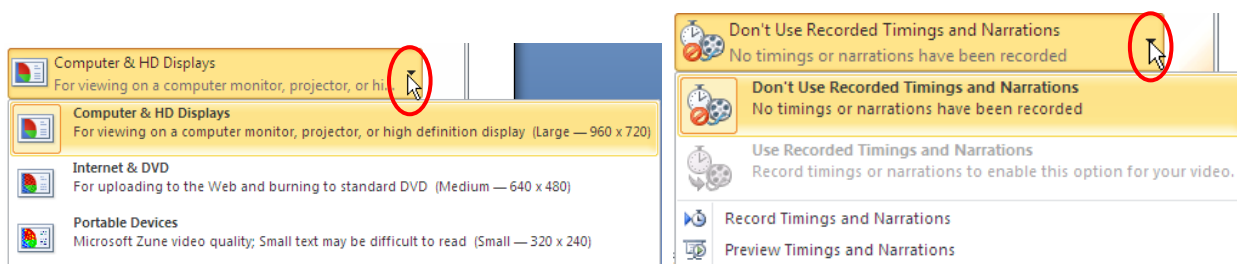 Computer & HD Displays
For viewing on a computer monitor, projector, or hi...
Computer & HD Displays
For viewing on a computer monitor, projector, or high definition display (Large — 960 x 720)
Internet & DVD
For uploading to the Web and burning to standard DVD (Medium — 640 x 480)
Portable Devices
Microsoft Zune video quality; Small text may be difficult to read (Small — 320 x 240)
Don't Use Recorded Timings and Narrations
No timings or narrations have been recorded
Don't Use Recorded Timings and Narrations
No timings or narrations have been recorded
Use Recorded Timings and Narrations
Record timings or narrations to enable this option for your video.
Record Timings and Narrations
Preview Timings and Narrations